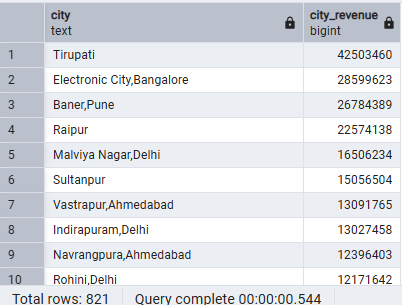 city city_revenue
text bigint
1 Tirupati 42503460
2 Electronic City,Bangalore 28599623
3 Baner,Pune 26784389
4 Raipur 22574138
5 Malviya Nagar,Delhi 16506234
6 Sultanpur 15056504
7 Vastrapur,Ahmedabad 13091765
8 Indirapuram,Delhi 13027458
9 Navrangpura,Ahmedabad 12396403
10 Rohini,Delhi 12171642
Total rows: 821 Query complete 00:00:00.544